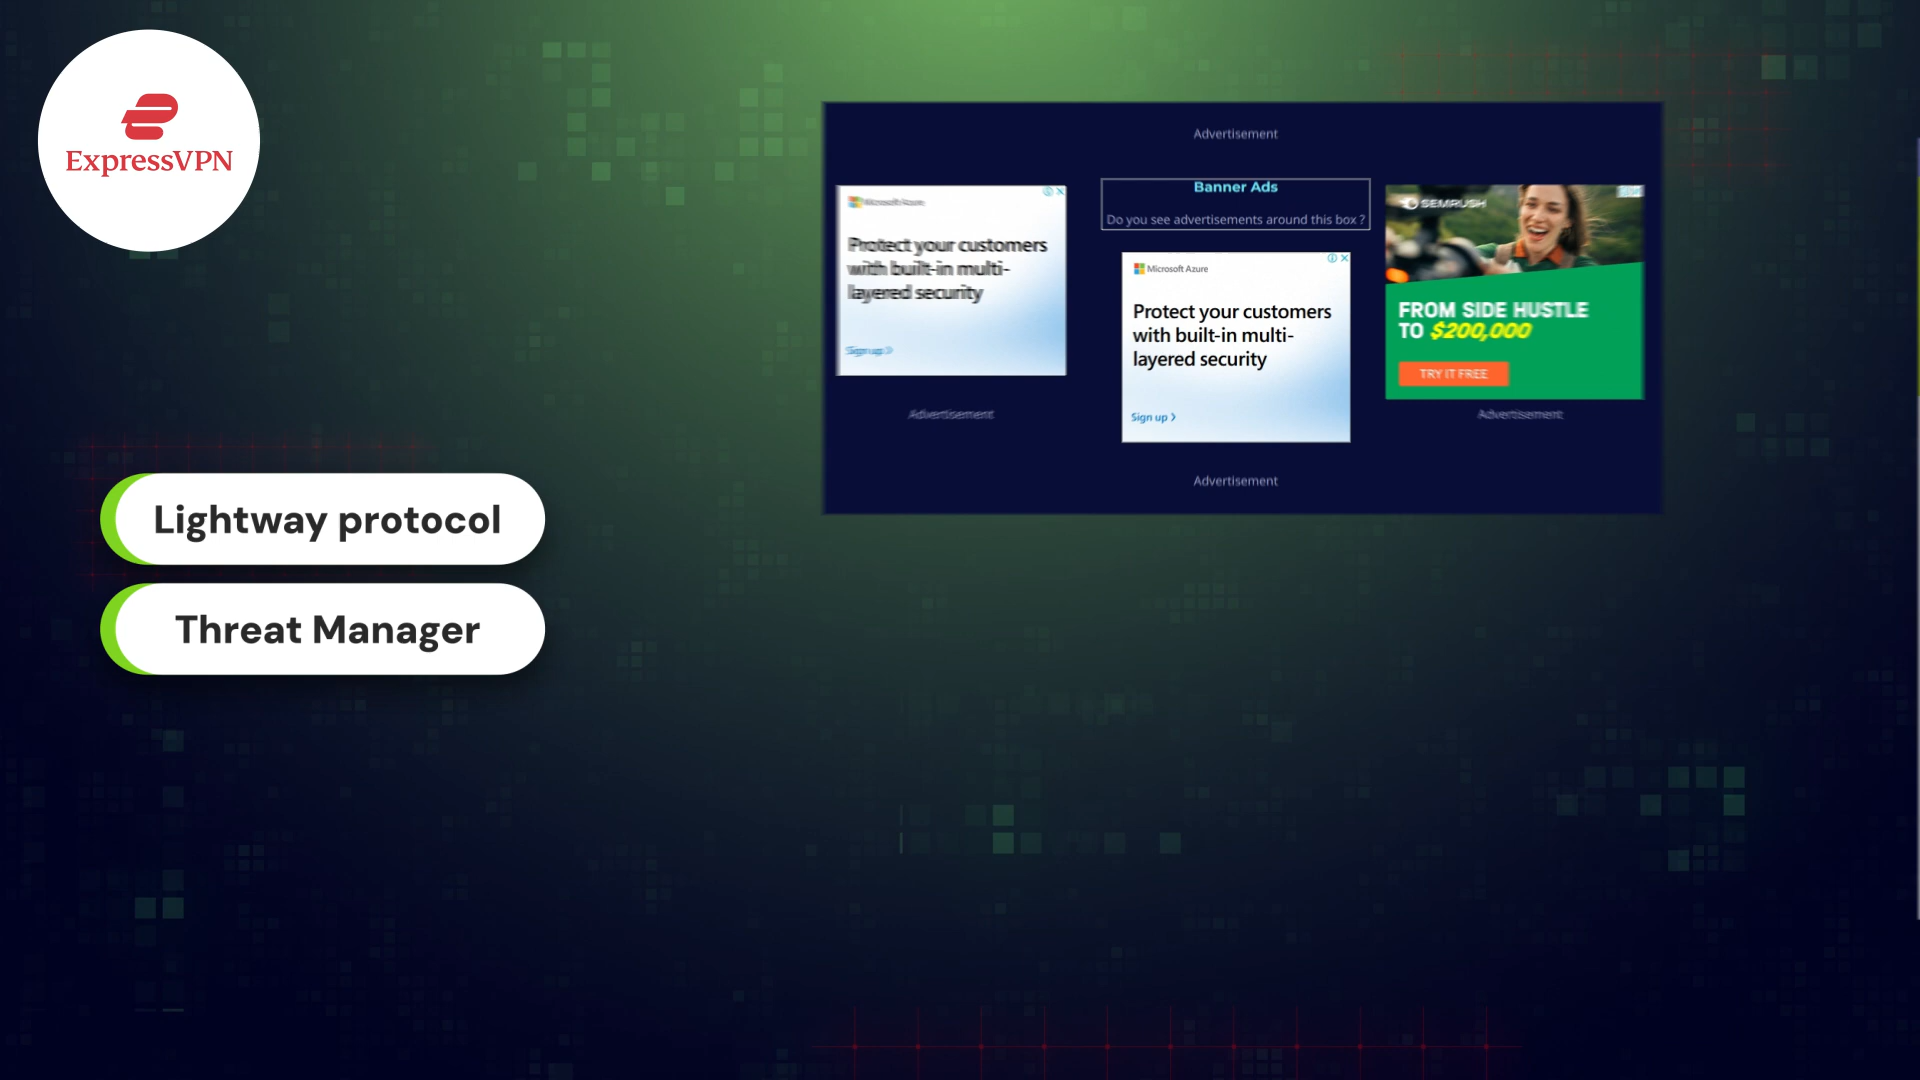 ExpressVPN
Lightway protocol
Threat Manager
Advertisement
Microsoft Azure
Protect your customers
with built-in multi-
layered security
Sign up >
Advertisement
Banner Ads
Do you see advertisements around this box ?
Microsoft Azure
Protect your customers
with built-in multi-
layered security
Sign up >
Advertisement
SEMRUSH
FROM SIDE HUSTLE
TO $200,000
TRY IT FREE
Advertisement